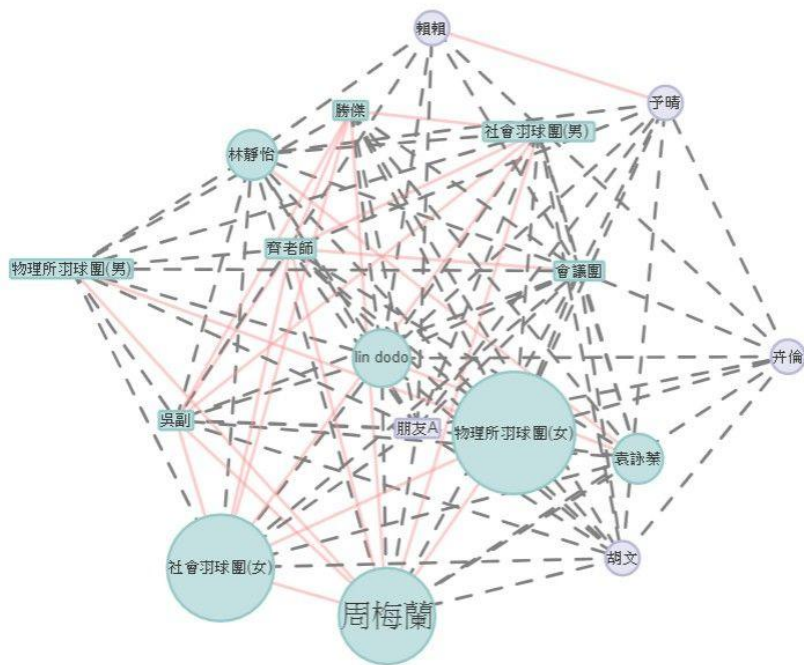 賴賴
予晴
勝傑
社會羽球團(男)
林靜怡
齊老師
物理所羽球團(男)
會議團
lin dodo
卉倫
吳副
朋友A
物理所羽球團(女)
袁詠蓁
胡文
社會羽球團(女)
周梅蘭